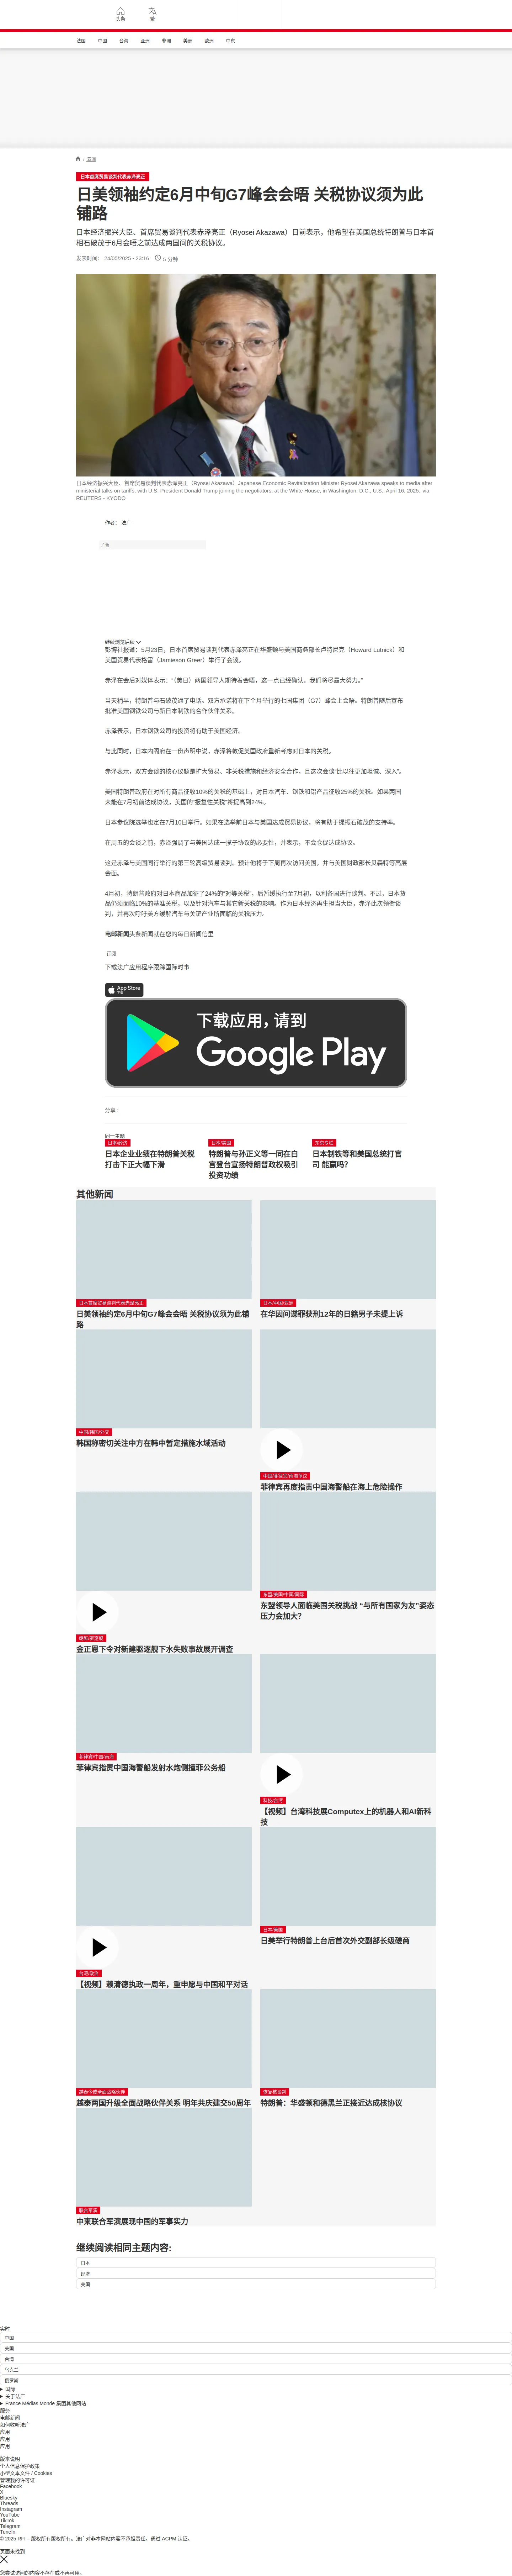 头条
繁
法国
中国
台海
亚洲
非洲
美洲
欧洲
中东
/ 亚洲
日本首席贸易谈判代表赤泽亮正
日美领袖约定6月中旬G7峰会会晤 关税协议须为此
铺路
日本经济振兴大臣、首席贸易谈判代表赤泽亮正（Ryosei Akazawa）日前表示，他希望在美国总统特朗普与日本首
相石破茂于6月会晤之前达成两国间的关税协议。
发表时间： 24/05/2025 - 23:16
5 分钟
日本经济振兴大臣、首席贸易谈判代表赤泽亮正（Ryosei Akazawa）Japanese Economic Revitalization Minister Ryosei Akazawa speaks to media after
ministerial talks on tariffs, with U.S. President Donald Trump joining the negotiators, at the White House, in Washington, D.C., U.S., April 16, 2025. via
REUTERS - KYODO
作者： 法广
广告
继续浏览后续
彭博社报道：5月23日，日本首席贸易谈判代表赤泽亮正在华盛顿与美国商务部长卢特尼克（Howard Lutnick）和
美国贸易代表格雷（Jamieson Greer）举行了会谈。
赤泽在会后对媒体表示：“（美日）两国领导人期待着会晤，这一点已经确认。我们将尽最大努力。”
当天稍早，特朗普与石破茂通了电话。双方承诺将在下个月举行的七国集团（G7）峰会上会晤。特朗普随后宣布
批准美国钢铁公司与新日本制铁的合作伙伴关系。
赤泽表示，日本钢铁公司的投资将有助于美国经济。
与此同时，日本内阁府在一份声明中说，赤泽将敦促美国政府重新考虑对日本的关税。
赤泽表示，双方会谈的核心议题是扩大贸易、非关税措施和经济安全合作，且这次会谈“比以往更加坦诚、深入”。
美国特朗普政府在对所有商品征收10%的关税的基础上，对日本汽车、钢铁和铝产品征收25%的关税。如果两国
未能在7月初前达成协议，美国的“报复性关税”将提高到24%。
日本参议院选举也定在7月10日举行，如果在选举前日本与美国达成贸易协议，将有助于提振石破茂的支持率。
在周五的会谈之前，赤泽强调了与美国达成一揽子协议的必要性，并表示，不会仓促达成协议。
这是赤泽与美国同行举行的第三轮高级贸易谈判。预计他将于下周再次访问美国，并与美国财政部长贝森特等高层
会面。
4月初，特朗普政府对日本商品加征了24%的“对等关税”，后暂缓执行至7月初，以利各国进行谈判。不过，日本货
品仍须面临10%的基准关税，以及针对汽车与其它新关税的影响。作为日本经济再生担当大臣，赤泽此次领衔谈
判，并再次呼吁美方缓解汽车与关键产业所面临的关税压力。
电邮新闻头条新闻就在您的每日新闻信里
订阅
下载法广应用程序跟踪国际时事
App Store
下载
下载应用，请到
Google Play
分享 :
同一主题
日本/经济
日本企业业绩在特朗普关税
打击下正大幅下滑
日本/美国
特朗普与孙正义等一同在白
宫登台宣扬特朗普政权吸引
投资功绩
东京专栏
日本制铁等和美国总统打官
司 能赢吗？
其他新闻
日本首席贸易谈判代表赤泽亮正
日美领袖约定6月中旬G7峰会会晤 关税协议须为此铺
路
日本/中国/亚洲
在华因间谍罪获刑12年的日籍男子未提上诉
中国/韩国/外交
韩国称密切关注中方在韩中暂定措施水域活动
中国/菲律宾/南海争议
菲律宾再度指责中国海警船在海上危险操作
朝鲜/驱逐舰
金正恩下令对新建驱逐舰下水失败事故展开调查
东盟/美国/中国/国际
东盟领导人面临美国关税挑战 “与所有国家为友”姿态
压力会加大？
菲律宾/中国/南海
菲律宾指责中国海警船发射水炮侧撞菲公务船
科技/台湾
【视频】台湾科技展Computex上的机器人和AI新科
技
台湾/政治
【视频】赖清德执政一周年，重申愿与中国和平对话
日本/美国
日美举行特朗普上台后首次外交副部长级磋商
越泰今成全面战略伙伴
越泰两国升级全面战略伙伴关系 明年共庆建交50周年
恢复核谈判
特朗普：华盛顿和德黑兰正接近达成核协议
联合军演
中柬联合军演展现中国的军事实力
继续阅读相同主题内容:
日本
经济
美国
实时
中国
美国
台湾
乌克兰
俄罗斯
国际
关于法广
France Médias Monde 集团其他网站
服务
电邮新闻
如何收听法广
应用
应用
应用
版本说明
个人信息保护政策
小型文本文件 / Cookies
管理我的许可证
Facebook
X
Bluesky
Threads
Instagram
YouTube
TikTok
Telegram
TuneIn
© 2025 RFI – 版权所有版权所有。法广对非本网站内容不承担责任。通过 ACPM 认证。
页面未找到
您尝试访问的内容不存在或不再可用。